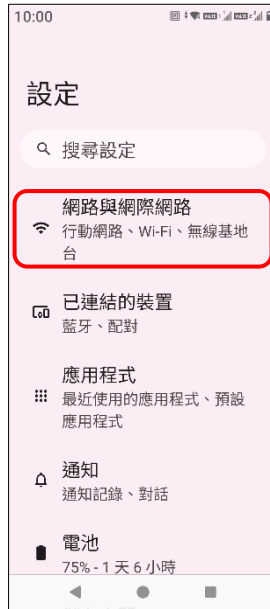 10:00
設定
搜尋設定
網路與網際網路
行動網路、Wi-Fi、無線基地
台
已連結的裝置
藍牙、配對
應用程式
最近使用的應用程式、預設
應用程式
通知
通知記錄、對話
電池
75% - 1 天 6 小時